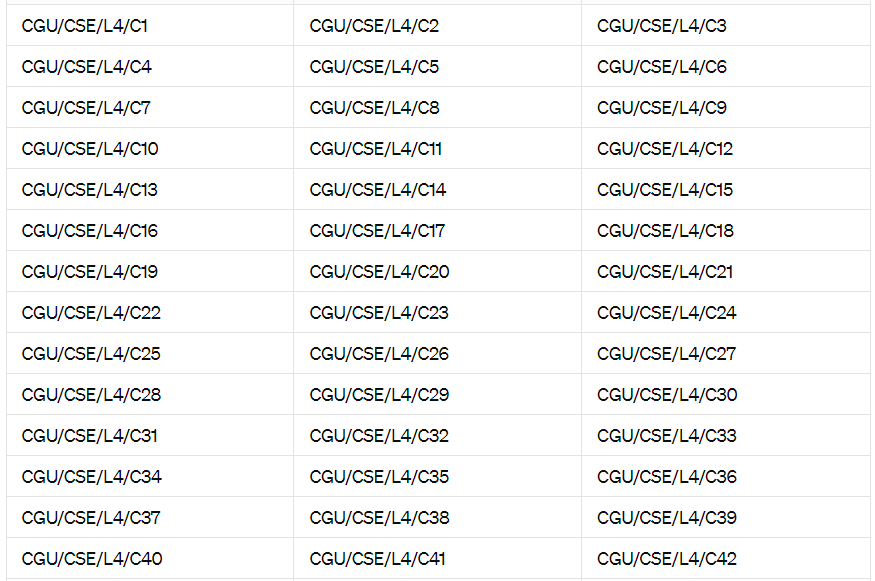 CGU/CSE/L4/C1 CGU/CSE/L4/C2 CGU/CSE/L4/C3
CGU/CSE/L4/C4 CGU/CSE/L4/C5 CGU/CSE/L4/C6
CGU/CSE/L4/C7 CGU/CSE/L4/C8 CGU/CSE/L4/C9
CGU/CSE/L4/C10 CGU/CSE/L4/C11 CGU/CSE/L4/C12
CGU/CSE/L4/C13 CGU/CSE/L4/C14 CGU/CSE/L4/C15
CGU/CSE/L4/C16 CGU/CSE/L4/C17 CGU/CSE/L4/C18
CGU/CSE/L4/C19 CGU/CSE/L4/C20 CGU/CSE/L4/C21
CGU/CSE/L4/C22 CGU/CSE/L4/C23 CGU/CSE/L4/C24
CGU/CSE/L4/C25 CGU/CSE/L4/C26 CGU/CSE/L4/C27
CGU/CSE/L4/C28 CGU/CSE/L4/C29 CGU/CSE/L4/C30
CGU/CSE/L4/C31 CGU/CSE/L4/C32 CGU/CSE/L4/C33
CGU/CSE/L4/C34 CGU/CSE/L4/C35 CGU/CSE/L4/C36
CGU/CSE/L4/C37 CGU/CSE/L4/C38 CGU/CSE/L4/C39
CGU/CSE/L4/C40 CGU/CSE/L4/C41 CGU/CSE/L4/C42